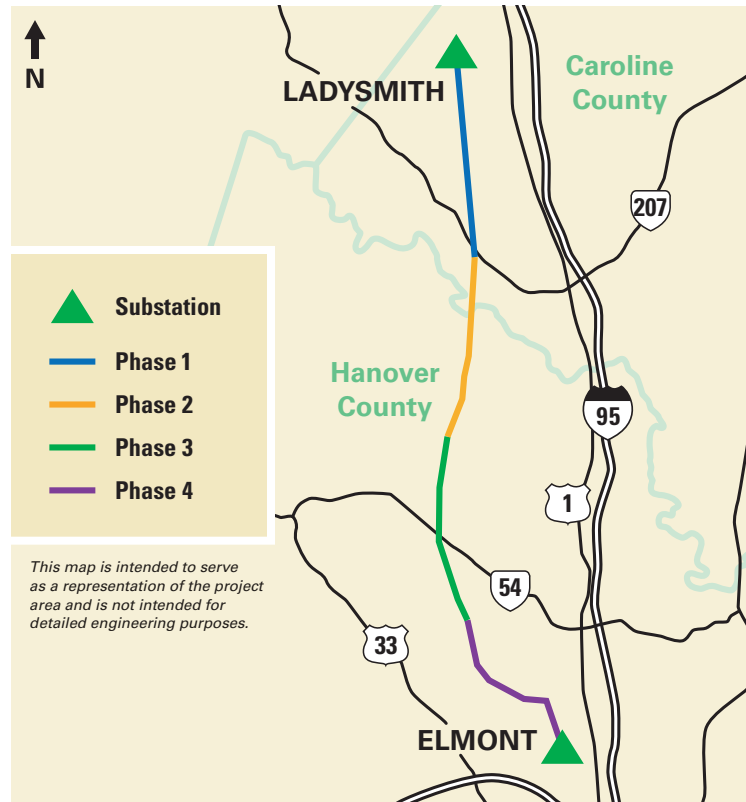 N
LADYSMITH
Caroline
County
207
Substation
Phase 1
Phase 2
Phase 3
Phase 4
Hanover
County
95
1
This map is intended to serve
as a representation of the project
area and is not intended for
detailed engineering purposes.
54
33
ELMONT